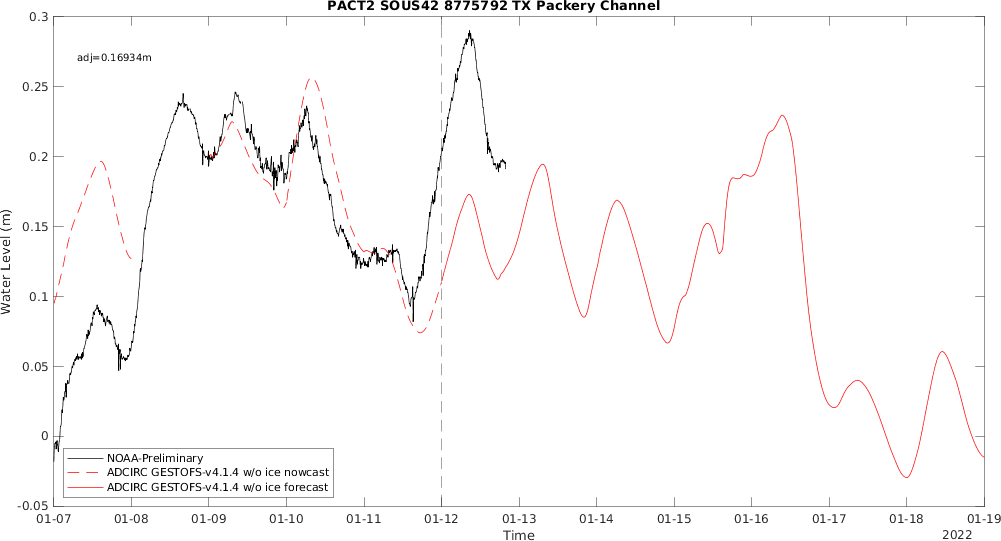 PACT2 SOUS42 8775792 TX Packery Channel
adj=0.16934m
Water Level (m)
0.3
0.25
0.2
0.15
0.1
0.05
0
-0.05
NOAA-Preliminary
ADCIRC GESTOFS-v4.1.4 w/o ice nowcast
ADCIRC GESTOFS-v4.1.4 w/o ice forecast
01-07 01-08 01-09 01-10 01-11 01-12 01-13 01-14 01-15 01-16 01-17 01-18 01-19
Time
2022